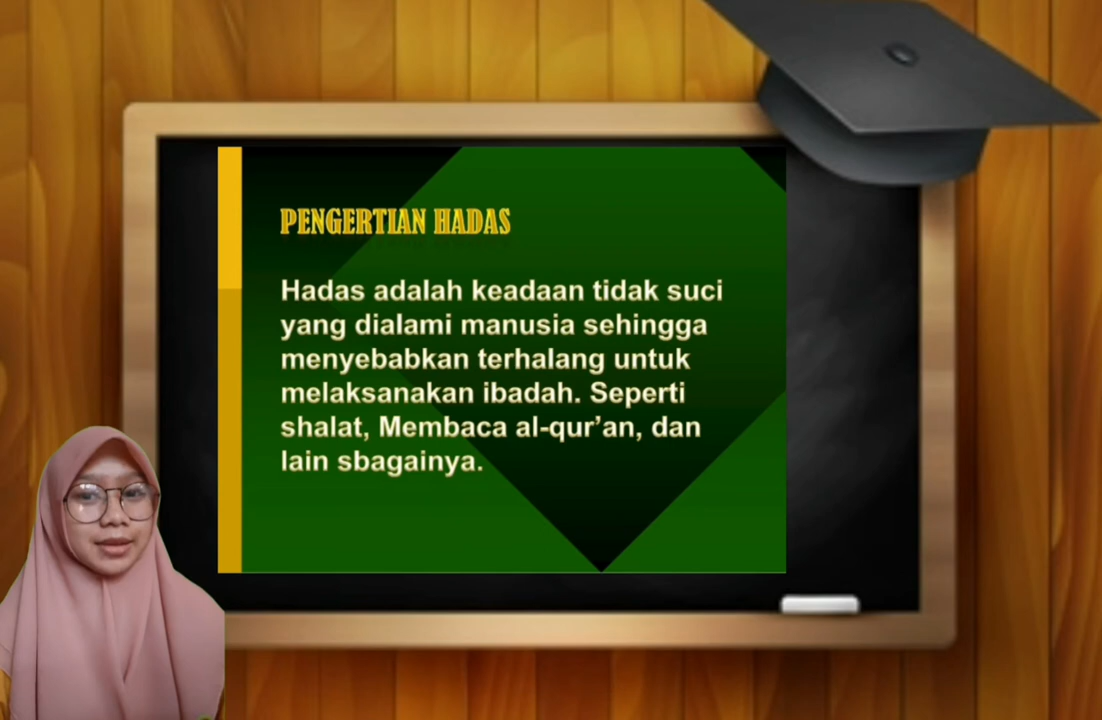 PENGERTIAN HADAS
Hadas adalah keadaan tidak suci
yang dialami manusia sehingga
menyebabkan terhalang untuk
melaksanakan ibadah. Seperti
shalat, Membaca al-qur’an, dan
lain sbagainya.